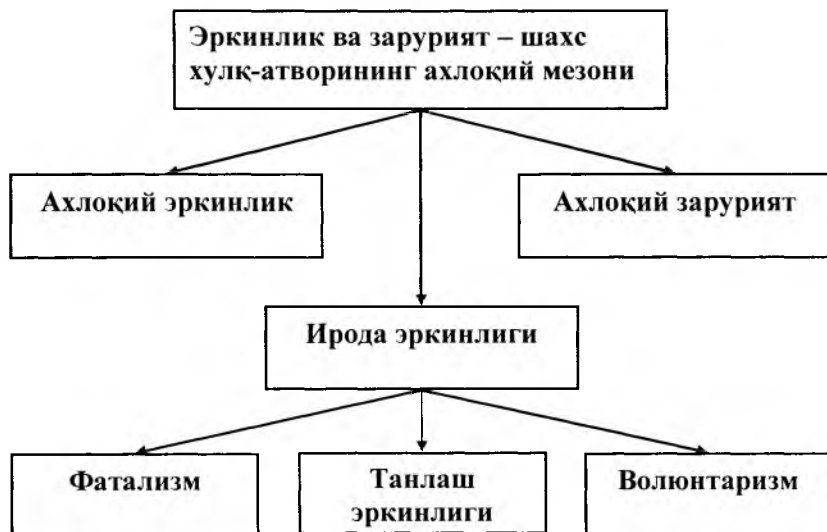 Эркинлик ва зарурият – шахс
хулқ-атворининг ахлоқий мезони
Ахлоқий эркинлик
Ахлоқий зарурият
Ирода эркинлиги
Фатализм
Танлаш
эркинлиги
Волюнтаризм